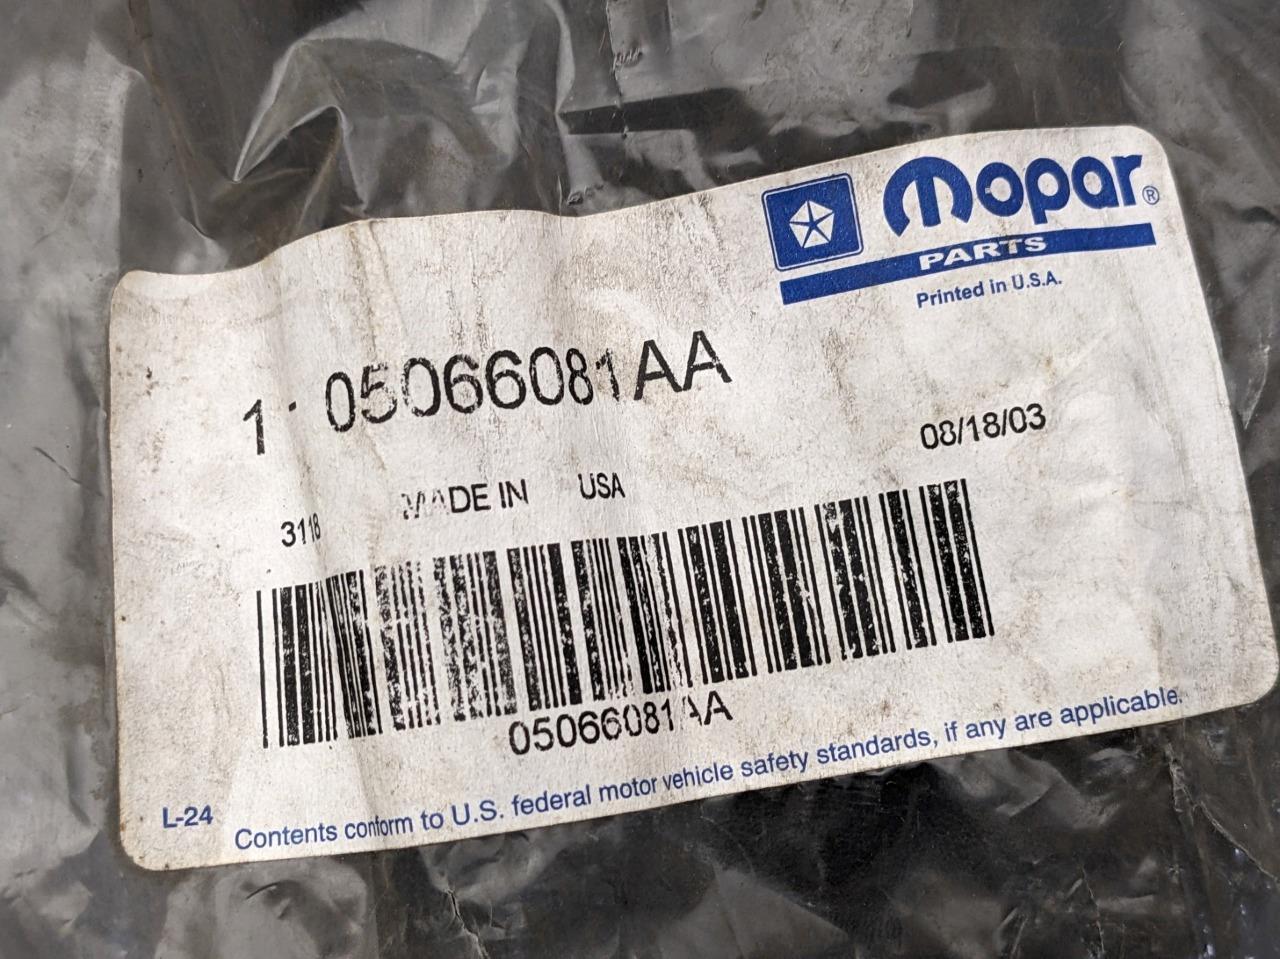 Mopar®
PARTS
Printed in U.S.A.
1 05066081AA
08/18/03
3118 MADE IN USA
05066081AA
L-24 Contents conform to U.S. federal motor vehicle safety standards, if any are applicable.